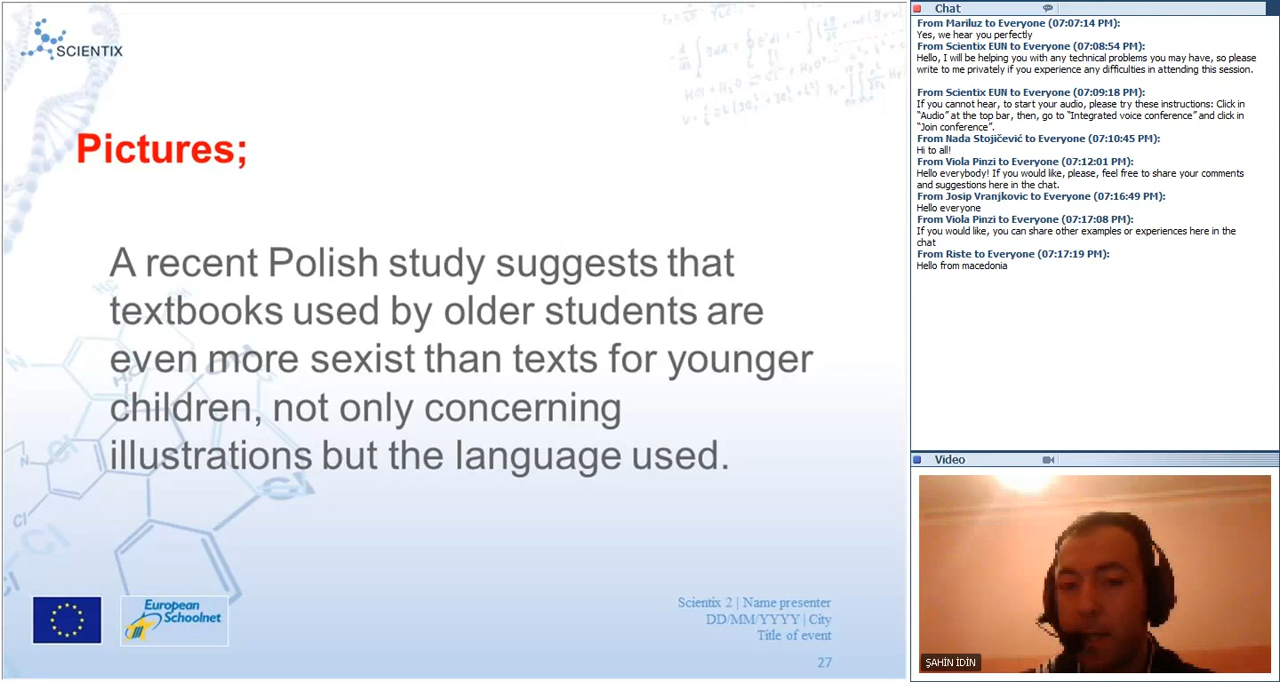 SCIENTIX
Pictures;
A recent Polish study suggests that
textbooks used by older students are
even more sexist than texts for younger
children, not only concerning
illustrations but the language used.
European
Schoolnet
Scientix 2 | Name presenter
DD/MM/YYYY | City
Title of event
27
Chat
From Mariluz to Everyone (07:07:14 PM):
Yes, we hear you perfectly
From Scientix EUN to Everyone (07:08:54 PM):
Hello, I will be helping you with any technical problems you may have, so please
write to me privately if you experience any difficulties in attending this session.
From Scientix EUN to Everyone (07:09:18 PM):
If you cannot hear, to start your audio, please try these instructions: Click in
"Audio" at the top bar, then, go to "Integrated voice conference" and click in
"Join conference".
From Nada Stojičević to Everyone (07:10:45 PM):
Hi to all!
From Viola Pinzi to Everyone (07:12:01 PM):
Hello everybody! If you would like, please, feel free to share your comments
and suggestions here in the chat.
From Josip Vranjkovic to Everyone (07:16:49 PM):
Hello everyone
From Viola Pinzi to Everyone (07:17:08 PM):
If you would like, you can share other examples or experiences here in the
chat
From Riste to Everyone (07:17:19 PM):
Hello from macedonia
Video
ŞAHİN İDİN